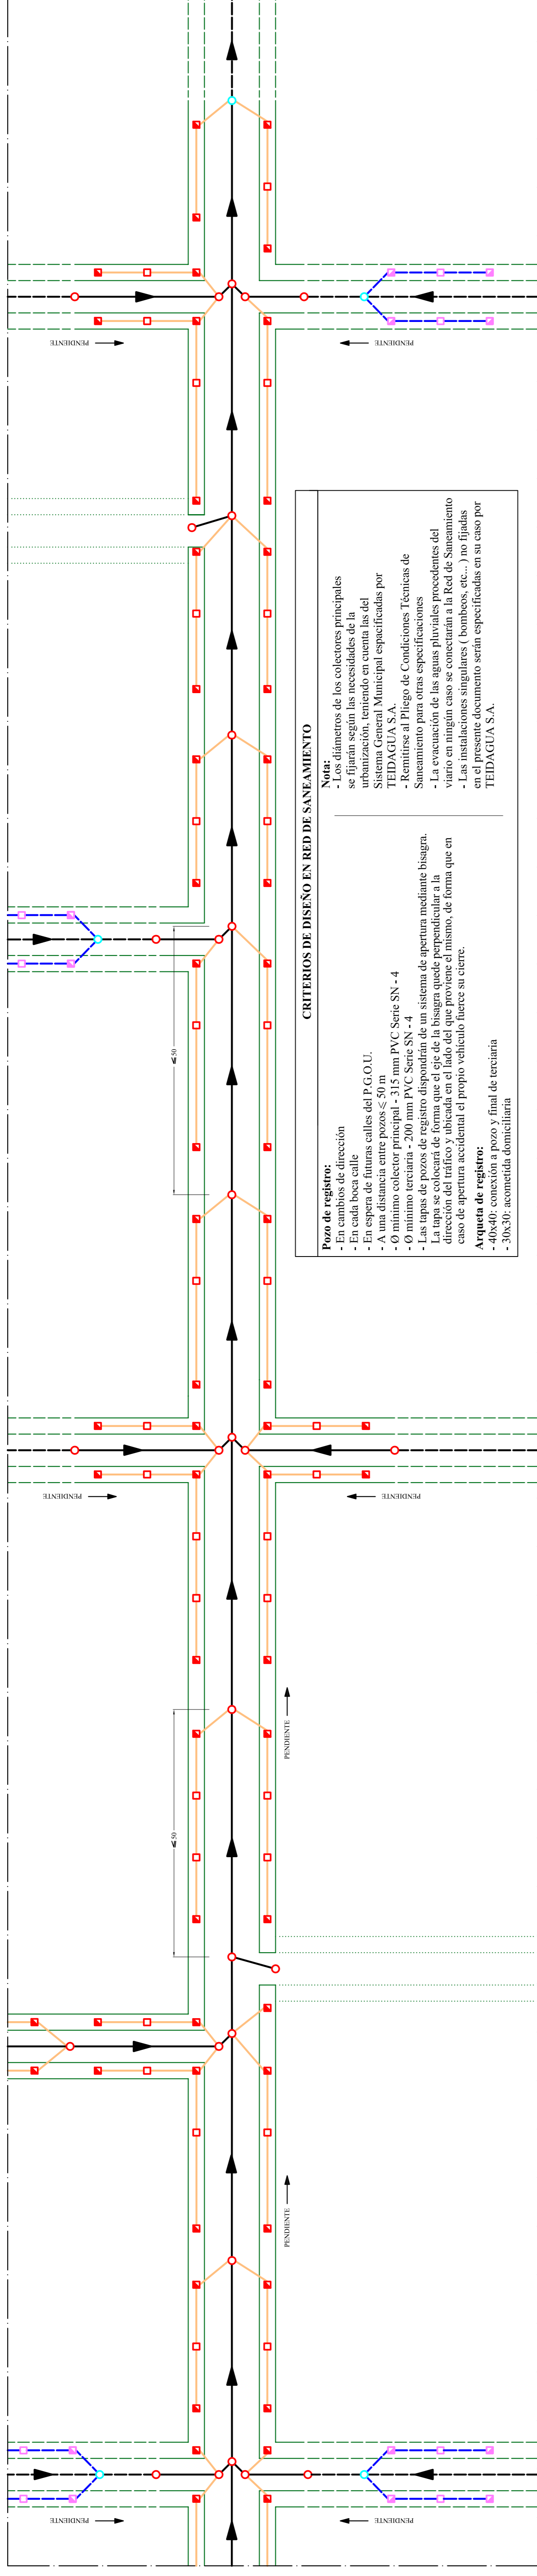 CRITERIOS DE DISEÑO EN RED DE SANEAMIENTO
Pozo de registro:
- En cambios de dirección
- En cada boca calle
- En espera de futuras calles del P.G.O.U.
- A una distancia entre pozos ≤ 50 m
- Ø mínimo colector principal - 315 mm PVC Serie SN - 4
- Ø mínimo terciaria - 200 mm PVC Serie SN - 4
- Las tapas de pozos de registro dispondrán de un sistema de apertura mediante bisagra.
La tapa se colocará de forma que el eje de la bisagra quede perpendicular a la
dirección del tráfico y ubicada en el lado del que proviene el mismo, de forma que en
caso de apertura accidental el propio vehículo fuerce su cierre.
Arqueta de registro:
- 40x40: conexión a pozo y final de terciaria
- 30x30: acometida domiciliaria
Nota:
- Los diámetros de los colectores principales
se fijarán según las necesidades de la
urbanización, teniendo en cuenta las del
Sistema General Municipal espacificadas por
TEIDAGUA S.A.
- Remitirse al Pliego de Condiciones Técnicas de
Saneamiento para otras especificaciones
- La evacuación de las aguas pluviales procedentes del
viario en ningún caso se conectarán a la Red de Saneamiento
- Las instalaciones singulares ( bombeos, etc... ) no fijadas
en el presente documento serán especificadas en su caso por
TEIDAGUA S.A.
PENDIENTE
PENDIENTE
PENDIENTE
PENDIENTE
PENDIENTE
PENDIENTE
PENDIENTE
PENDIENTE
≤50
≤50